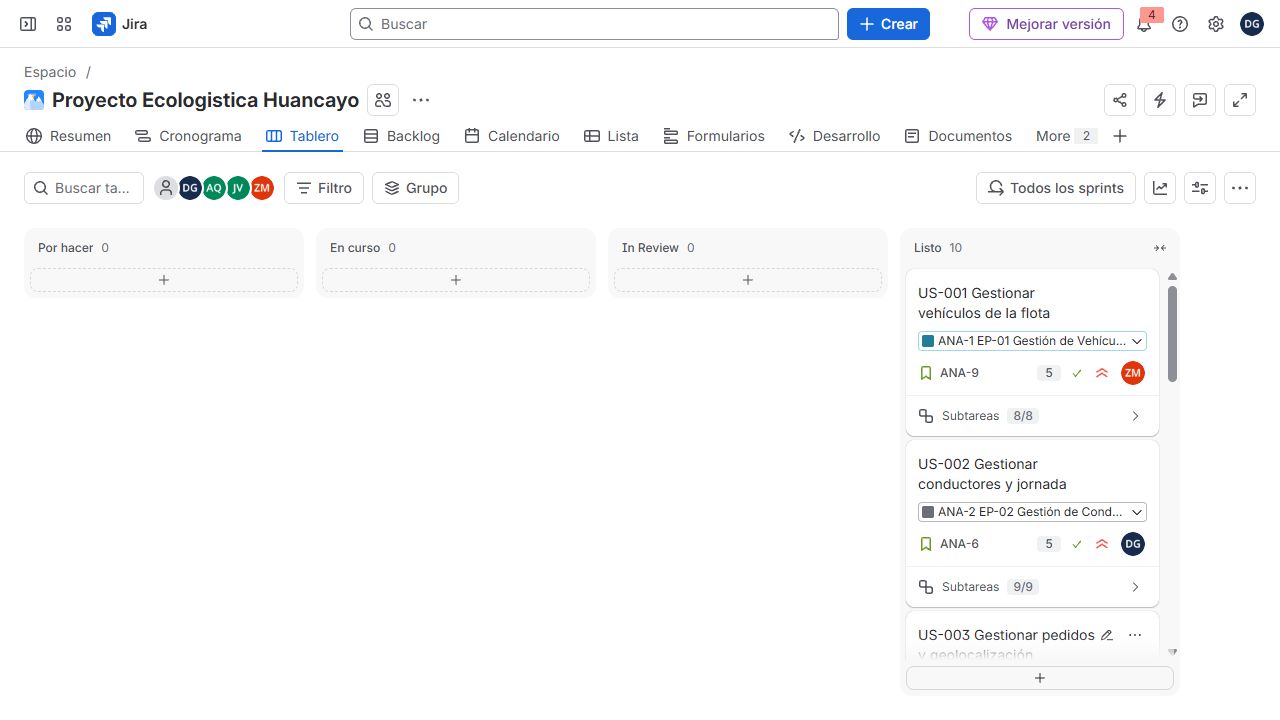 Jira
Buscar
Crear
Mejorar versión
4
DG
Espacio /
Proyecto Ecologistica Huancayo
Resumen
Cronograma
Tablero
Backlog
Calendario
Lista
Formularios
Desarrollo
Documentos
More 2
Buscar ta...
DG
AQ
JV
ZM
Filtro
Grupo
Todos los sprints
Por hacer 0
En curso 0
In Review 0
Listo 10
US-001 Gestionar
vehículos de la flota
ANA-1 EP-01 Gestión de Vehícu...
ANA-9
5
ZM
Subtareas 8/8
US-002 Gestionar
conductores y jornada
ANA-2 EP-02 Gestión de Cond...
ANA-6
5
DG
Subtareas 9/9
US-003 Gestionar pedidos
y geolocalización